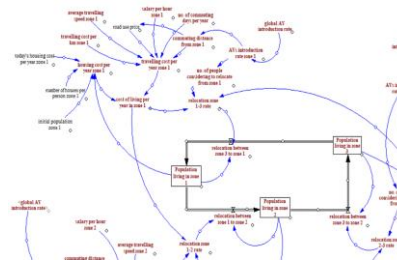 average travelling
speed zone 1
salary per hour
zone 1
no. of commuting
days per year
global AV
introduction rate
road use price
travelling cost per
km zone 1
commuting distance
from zone 1
today's housing cost
per year zone 1
housing cost per
year zone 1
travelling cost per
year zone 1
AVs introduction
rate zone 1
no. of people
considering to relocate
from zone 1
number of houses per
person zone 1
cost of living per
year in zone 1
relocation zone
1-3 rate
initial population
zone 1
relocation between
zone 3 to zone 1
Population
living in zone
Population
living in zone
Population
living in zone
2
<global AV
introduction rate>
salary per hour
zone 2
relocation between
zone 1 to zone 2
relocation between
zone 3 to zone 2
average travelling
speed zone 2
relocation zone
1-2 rate
commuting distance